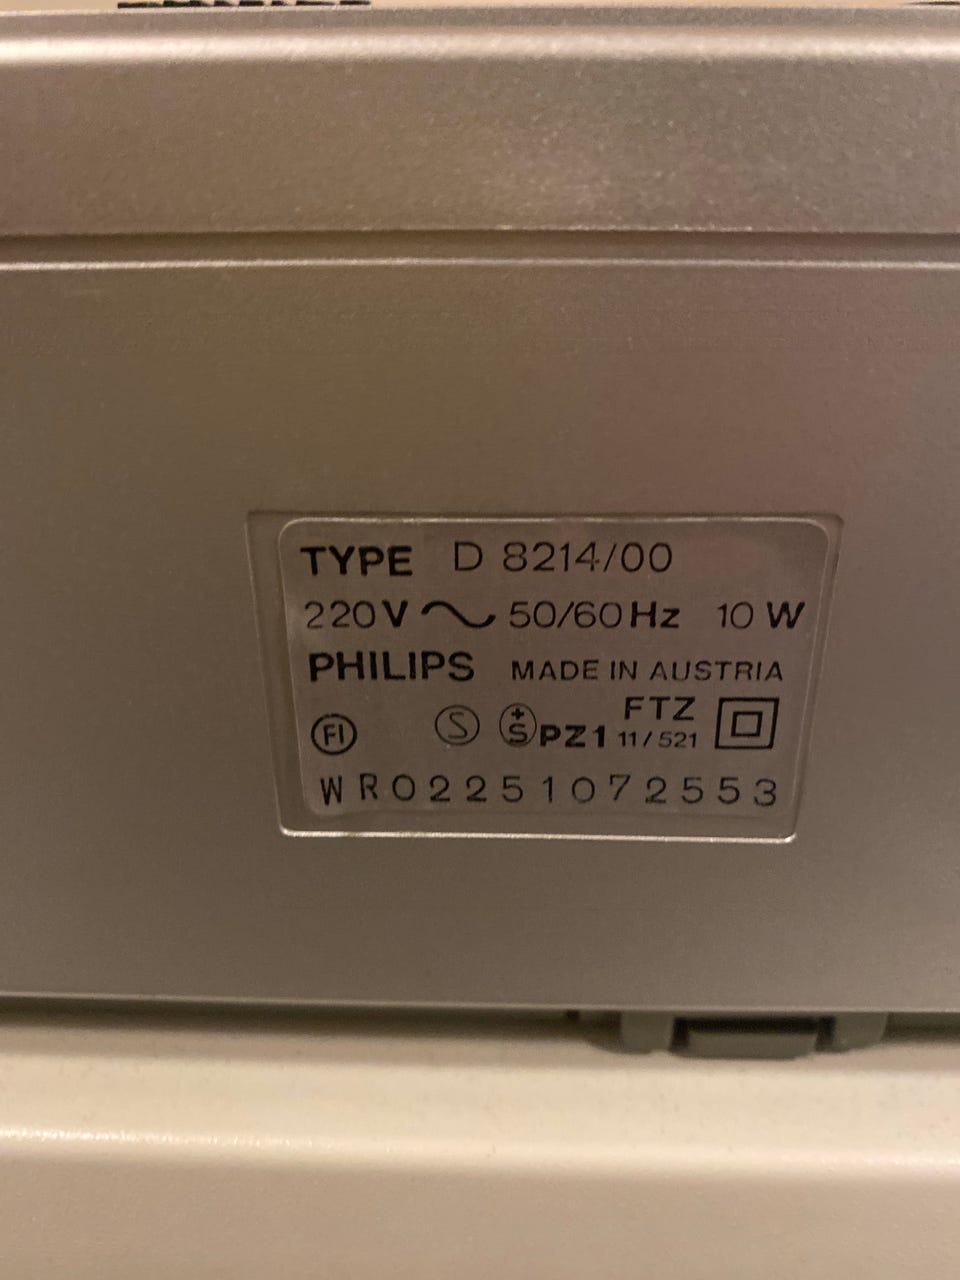 TYPE D 8214/00
220V ~ 50/60Hz 10 W
PHILIPS MADE IN AUSTRIA
FI S +S PZ1 FTZ 11/521
WR02251072553